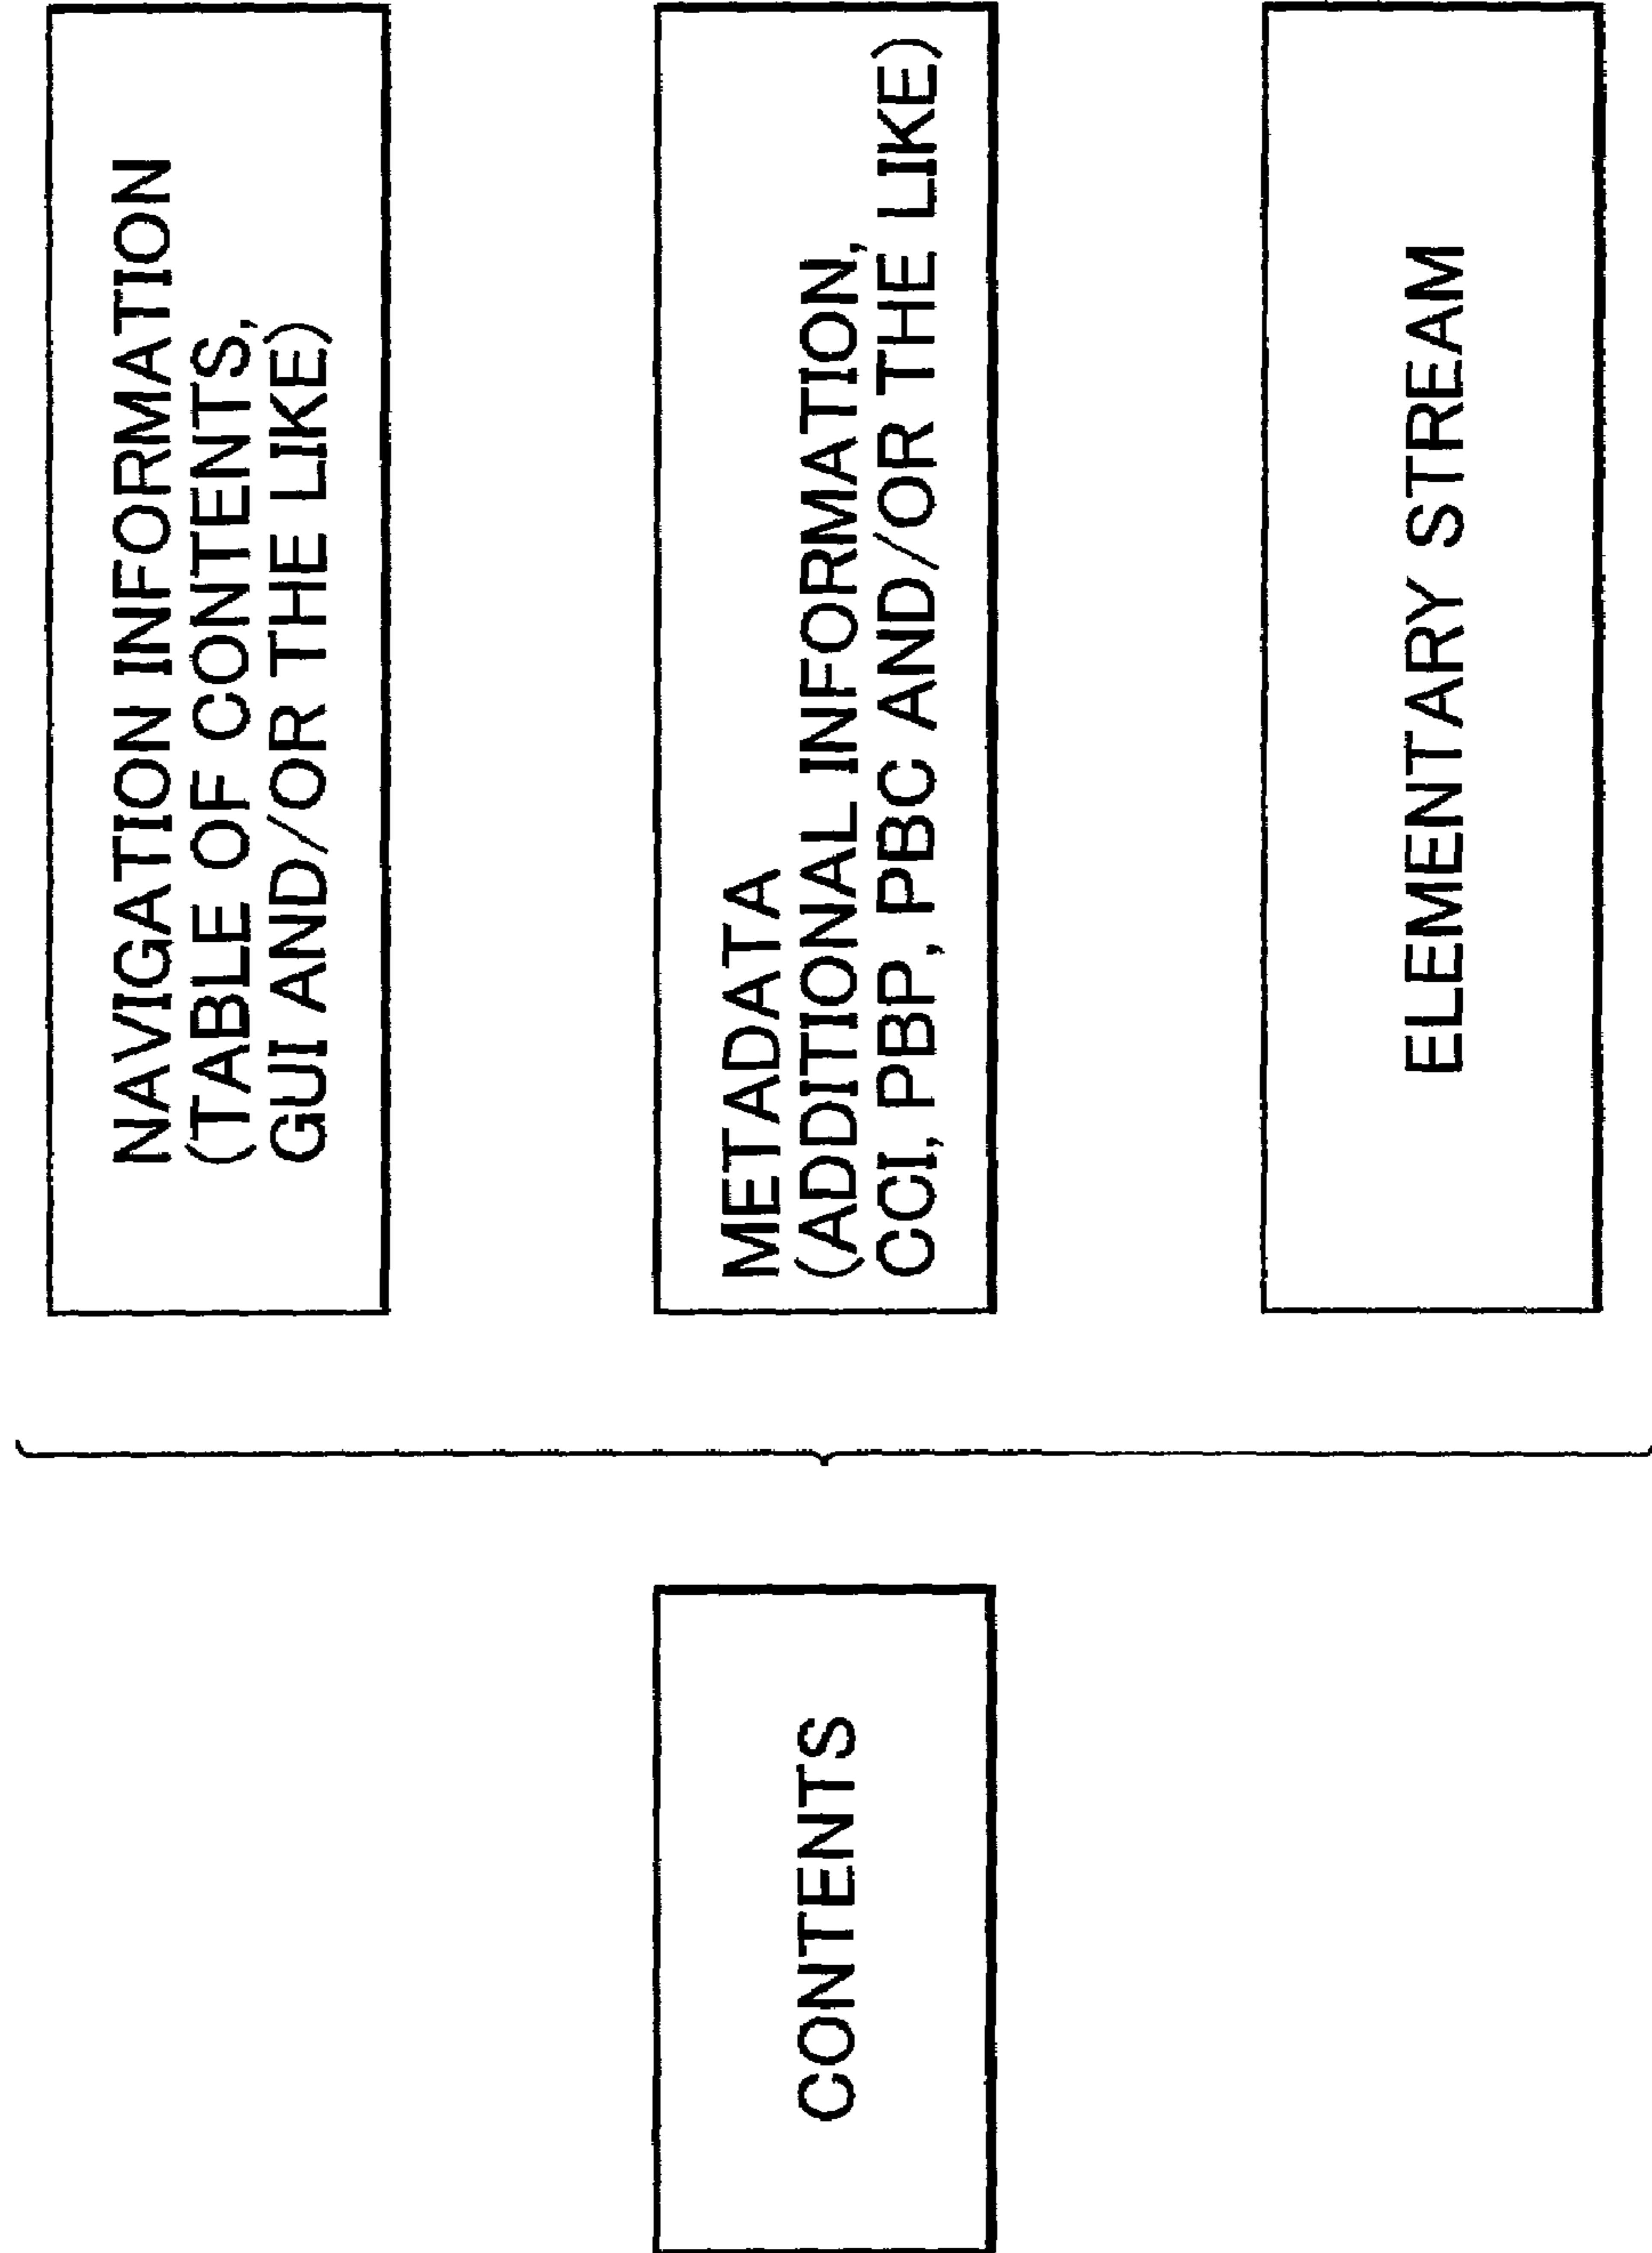 CONTENTS
NAVIGATION INFORMATION
(TABLE OF CONTENTS,
GUI AND/OR THE LIKE)
METADATA
(ADDITIONAL INFORMATION,
CCI, PBP, PBC AND/OR THE LIKE)
ELEMENTARY STREAM